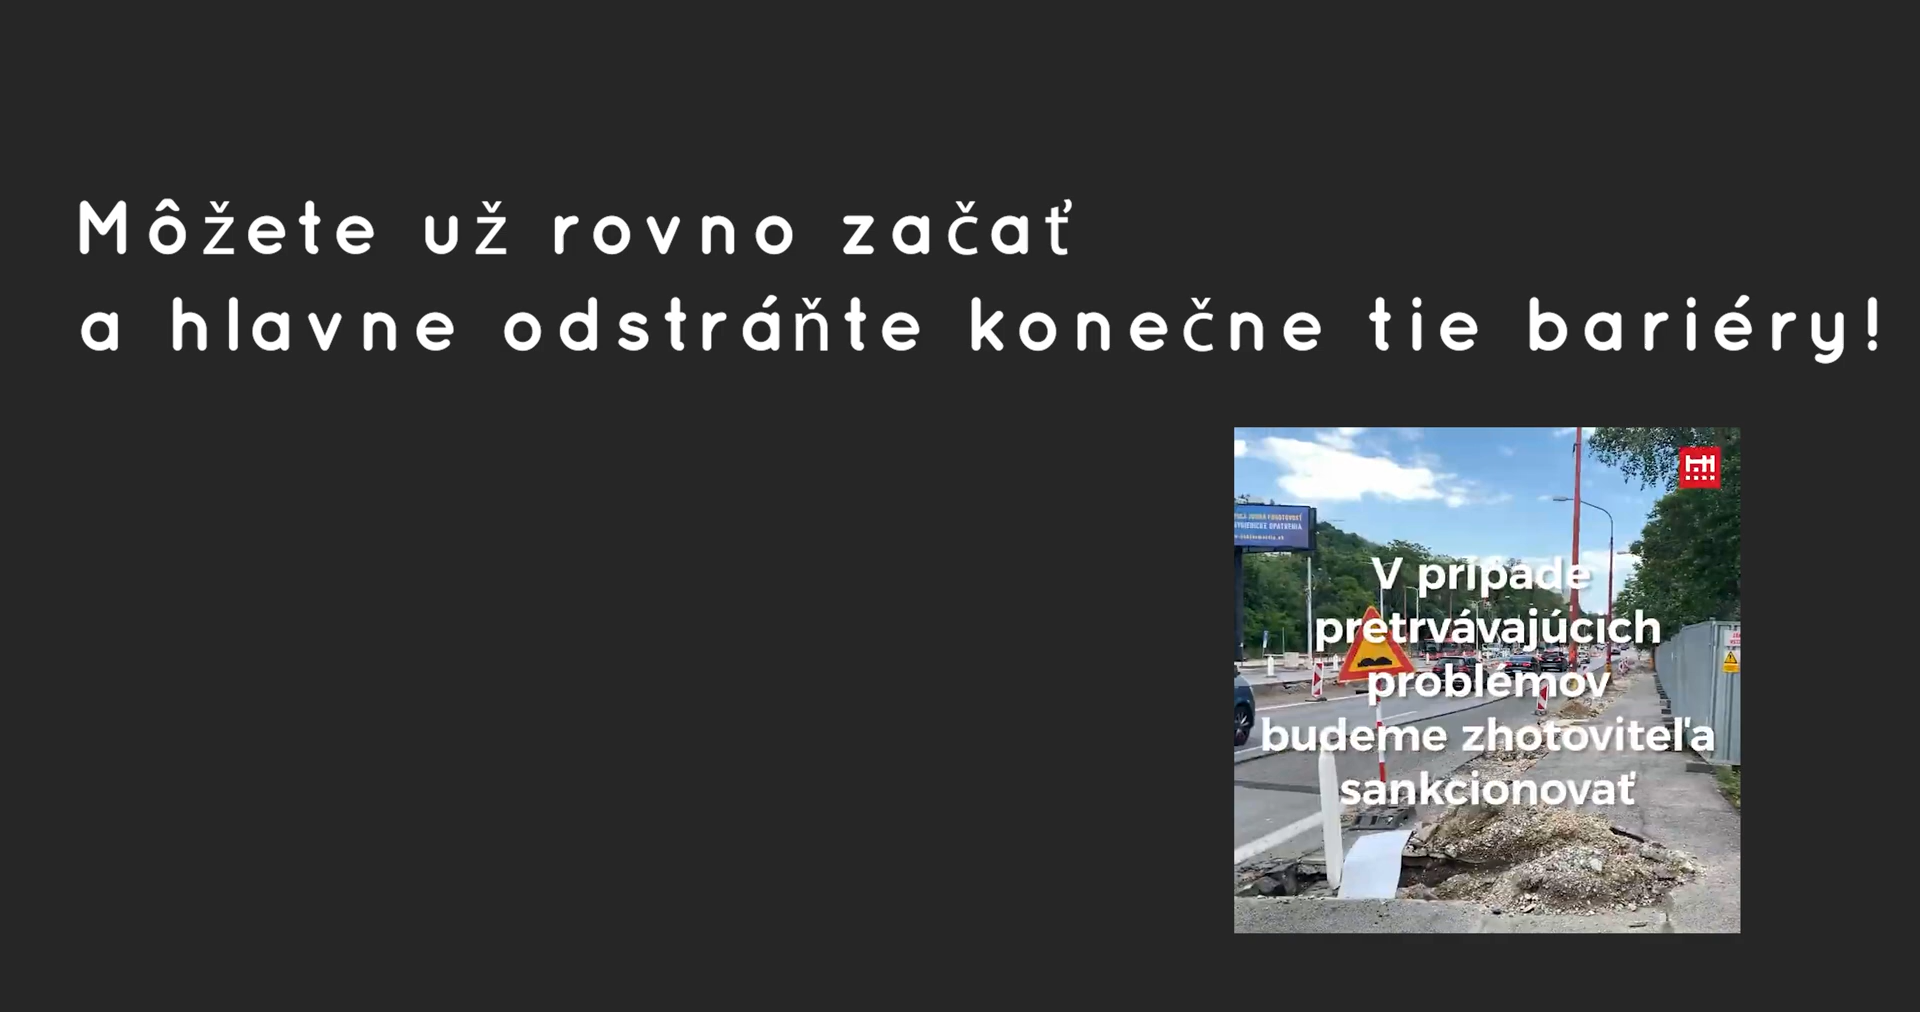 Môžete už rovno začať
a hlavne odstráňte konečne tie bariéry!
V prípade
pretrvávajúcich
problémov
budeme zhotoviteľa
sankcionovať